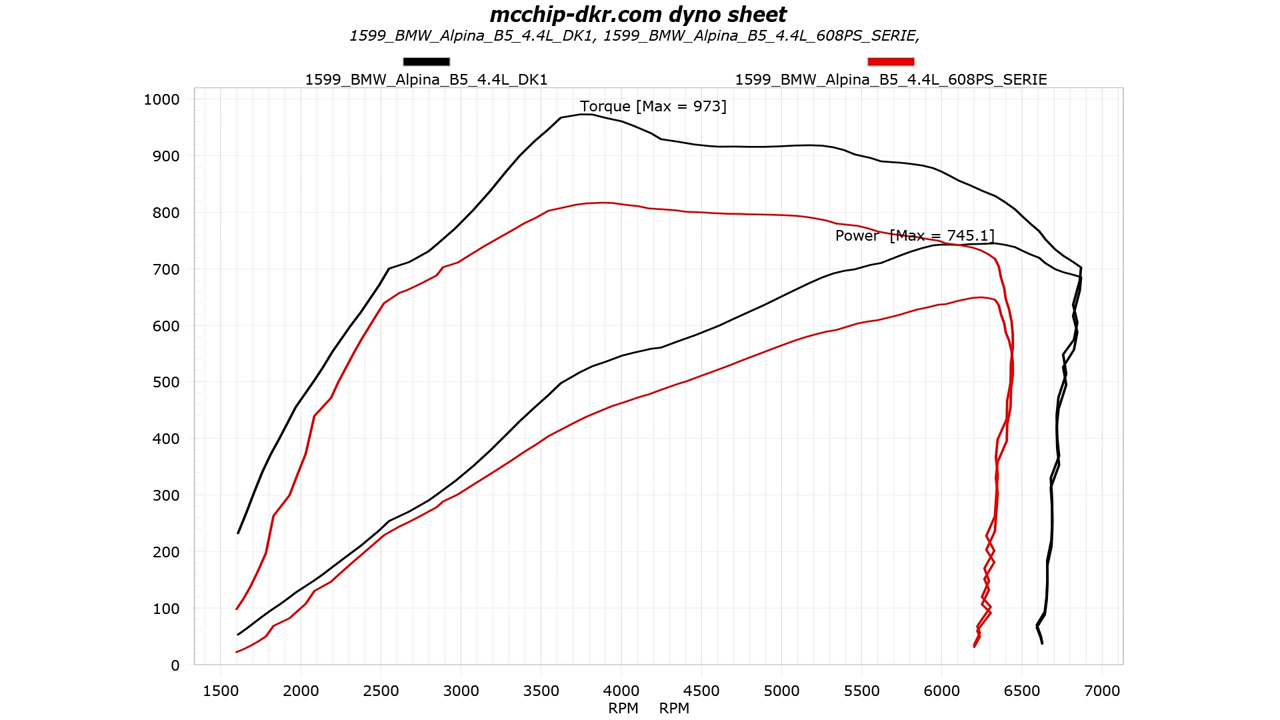 mcchip-dkr.com dyno sheet
1599_BMW_Alpina_B5_4.4L_DK1, 1599_BMW_Alpina_B5_4.4L_608PS_SERIE,
1599_BMW_Alpina_B5_4.4L_DK1 1599_BMW_Alpina_B5_4.4L_608PS_SERIE
1000
Torque [Max = 973]
900
800
Power [Max = 745.1]
700
600
500
400
300
200
100
0
1500 2000 2500 3000 3500 4000 4500 5000 5500 6000 6500 7000
RPM RPM